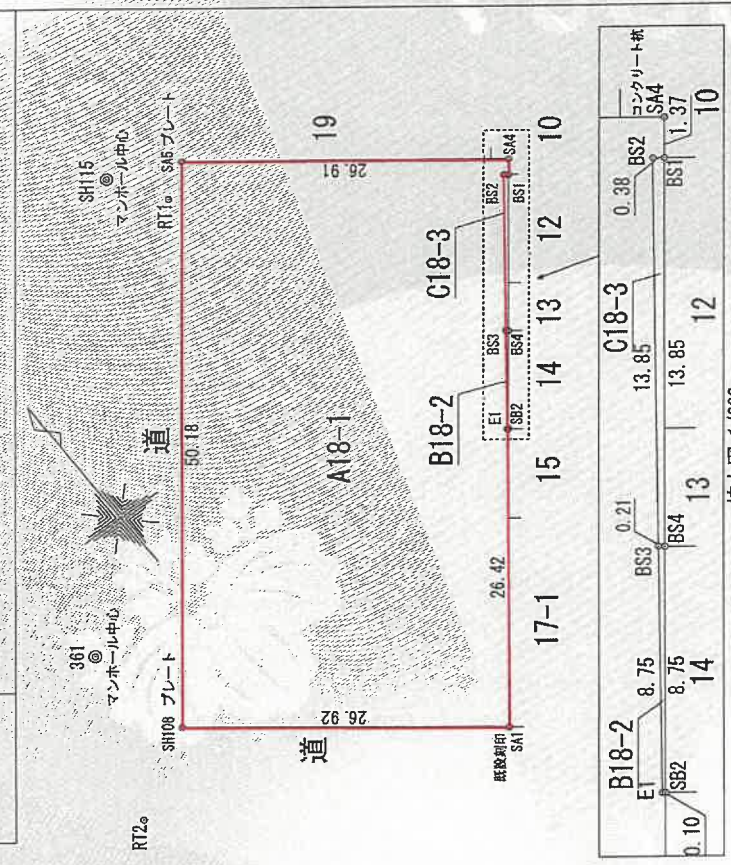 SH115
マンホール中心
RT1
SA5 プレート
道
50.18
361
マンホール中心
SH108 プレート
RT2
道
26.92
A18-1
26.91
19
C18-3
B18-2
BS2
SA4
BS1
BS3
BS4
E1
SB2
26.42
既設刻印
SA1
17-1
15
14
13
12
10
コンクリート杭
SA4
BS2
0.38
1.37
BS1
10
C18-3
13.85
13.85
12
13
BS3
0.21
BS4
B18-2
8.75
8.75
14
E1
SB2
0.10